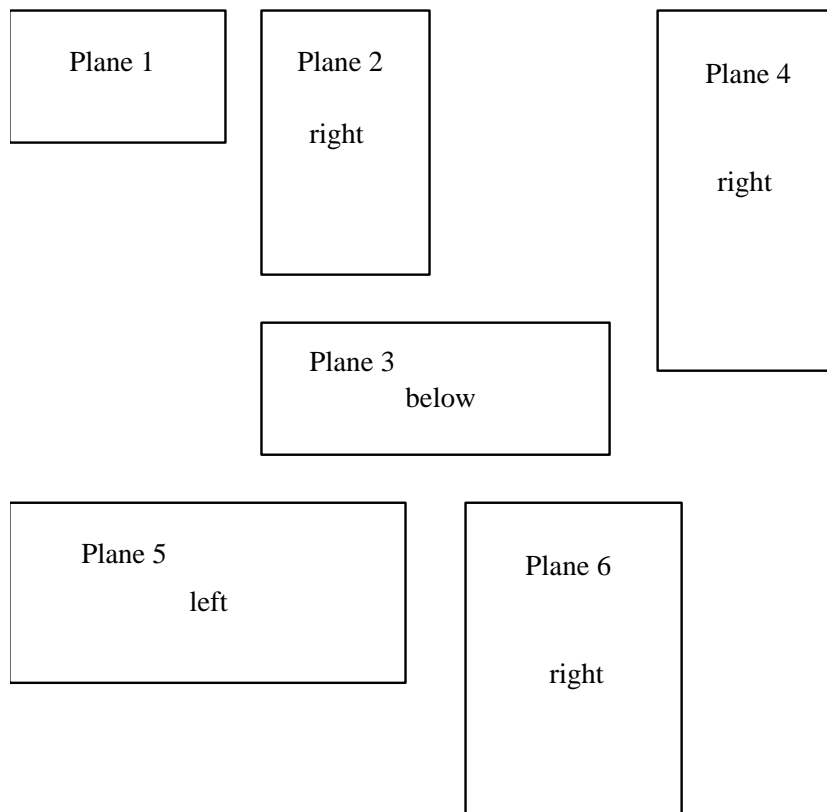 Plane 1
Plane 2
right
Plane 4
right
Plane 3
below
Plane 5
left
Plane 6
right